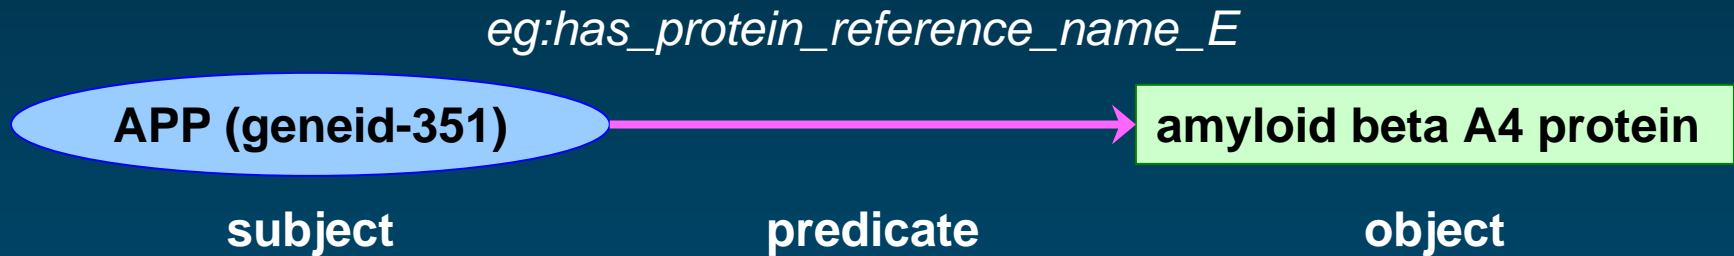 eg:has_protein_reference_name_E
APP (geneid-351) amyloid beta A4 protein
subject predicate object